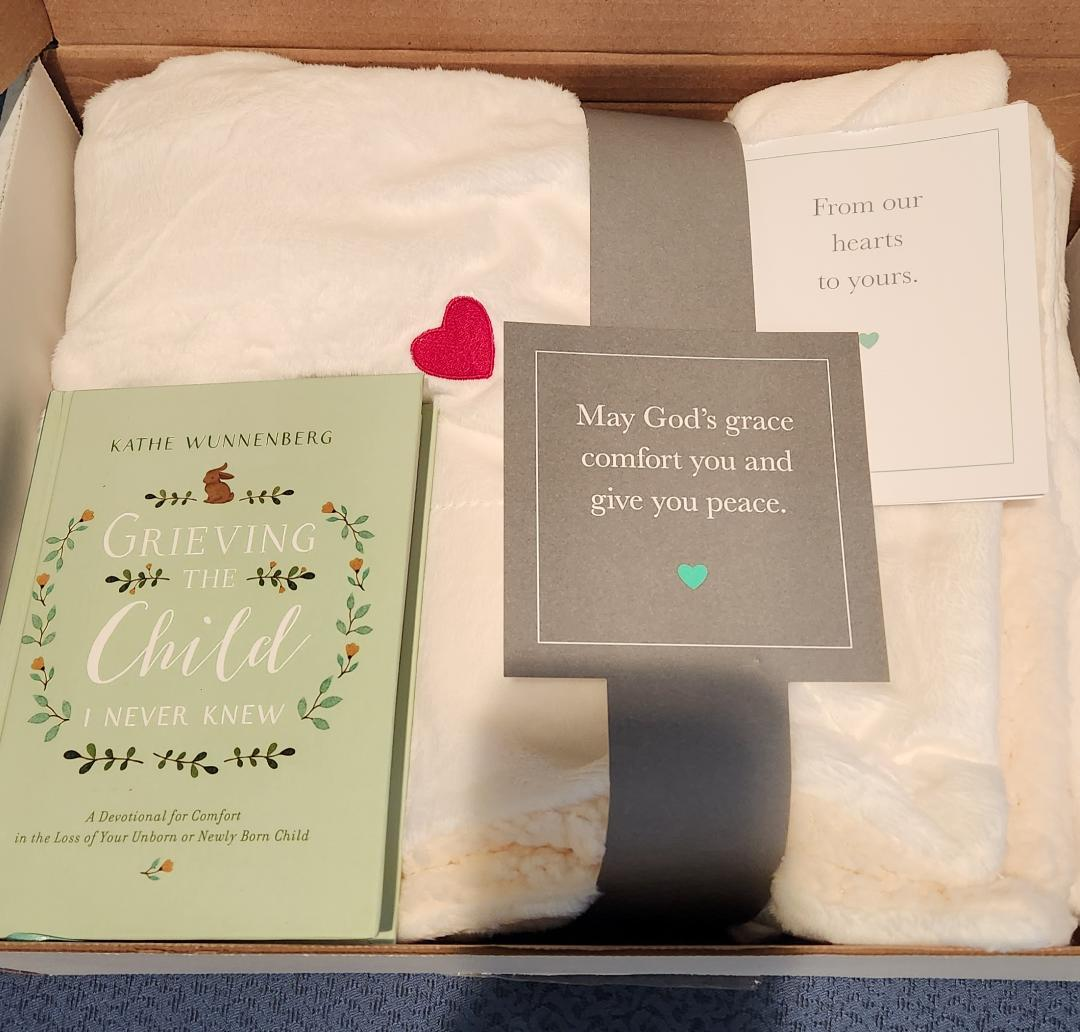 From our
hearts
to yours.
May God's grace
comfort you and
give you peace.
KATHE WUNNENBERG
GRIEVING
THE
Child
I NEVER KNEW
A Devotional for Comfort
in the Loss of Your Unborn or Newly Born Child